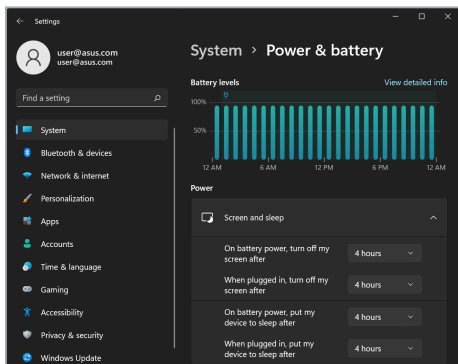 Settings
user@asus.com
user@asus.com
Find a setting
System
Bluetooth & devices
Network & internet
Personalization
Apps
Accounts
Time & language
Gaming
Accessibility
Privacy & security
Windows Update
System > Power & battery
Battery levels
View detailed info
100%
50%
12 AM 6 AM 12 PM 6 PM 12 AM
Power
Screen and sleep
On battery power, turn off my
screen after
4 hours
When plugged in, turn off my
screen after
4 hours
On battery power, put my
device to sleep after
4 hours
When plugged in, put my
device to sleep after
4 hours